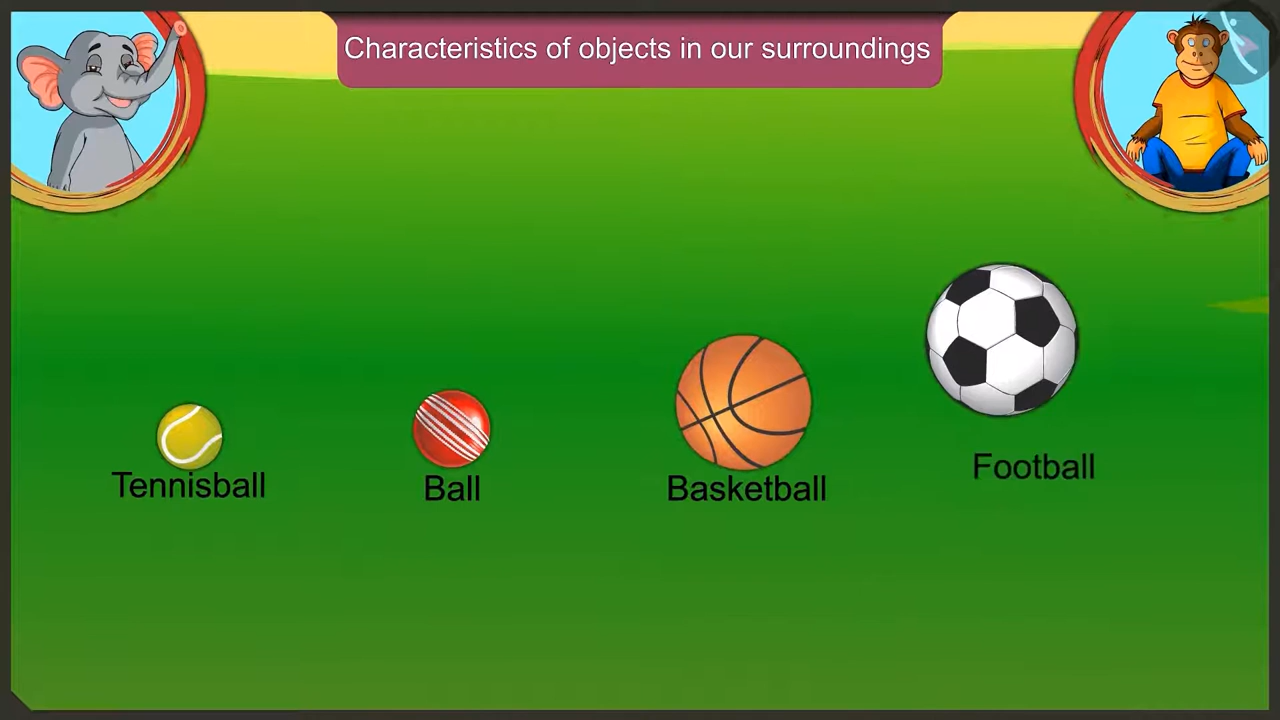 Characteristics of objects in our surroundings
Tennisball
Ball
Basketball
Football